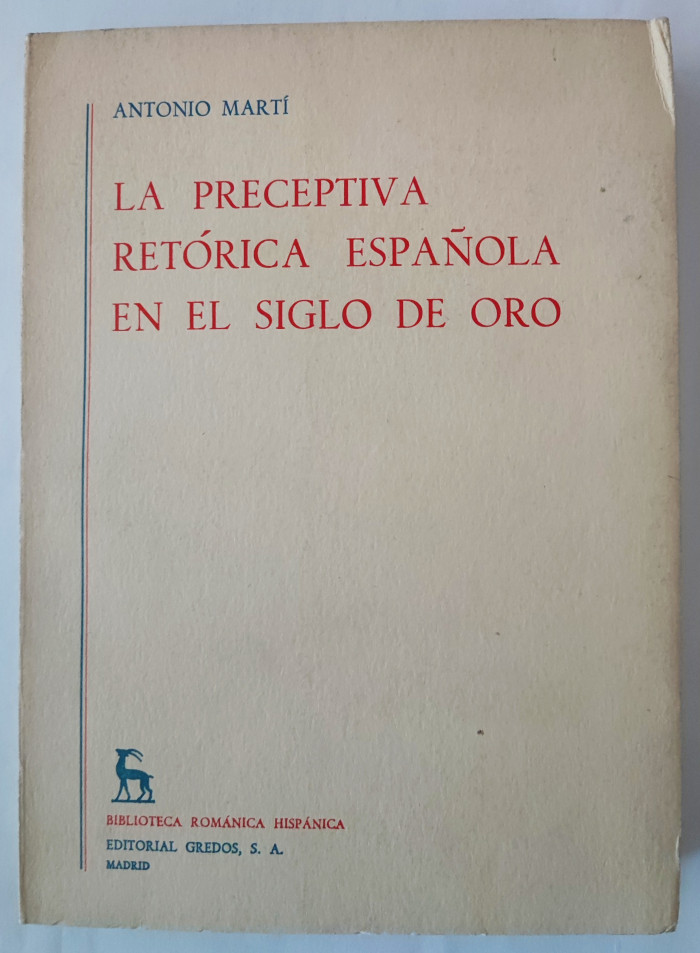 ANTONIO MARTÍ
LA PRECEPTIVA
RETÓRICA ESPAÑOLA
EN EL SIGLO DE ORO
BIBLIOTECA ROMÁNICA HISPÁNICA
EDITORIAL GREDOS, S. A.
MADRID